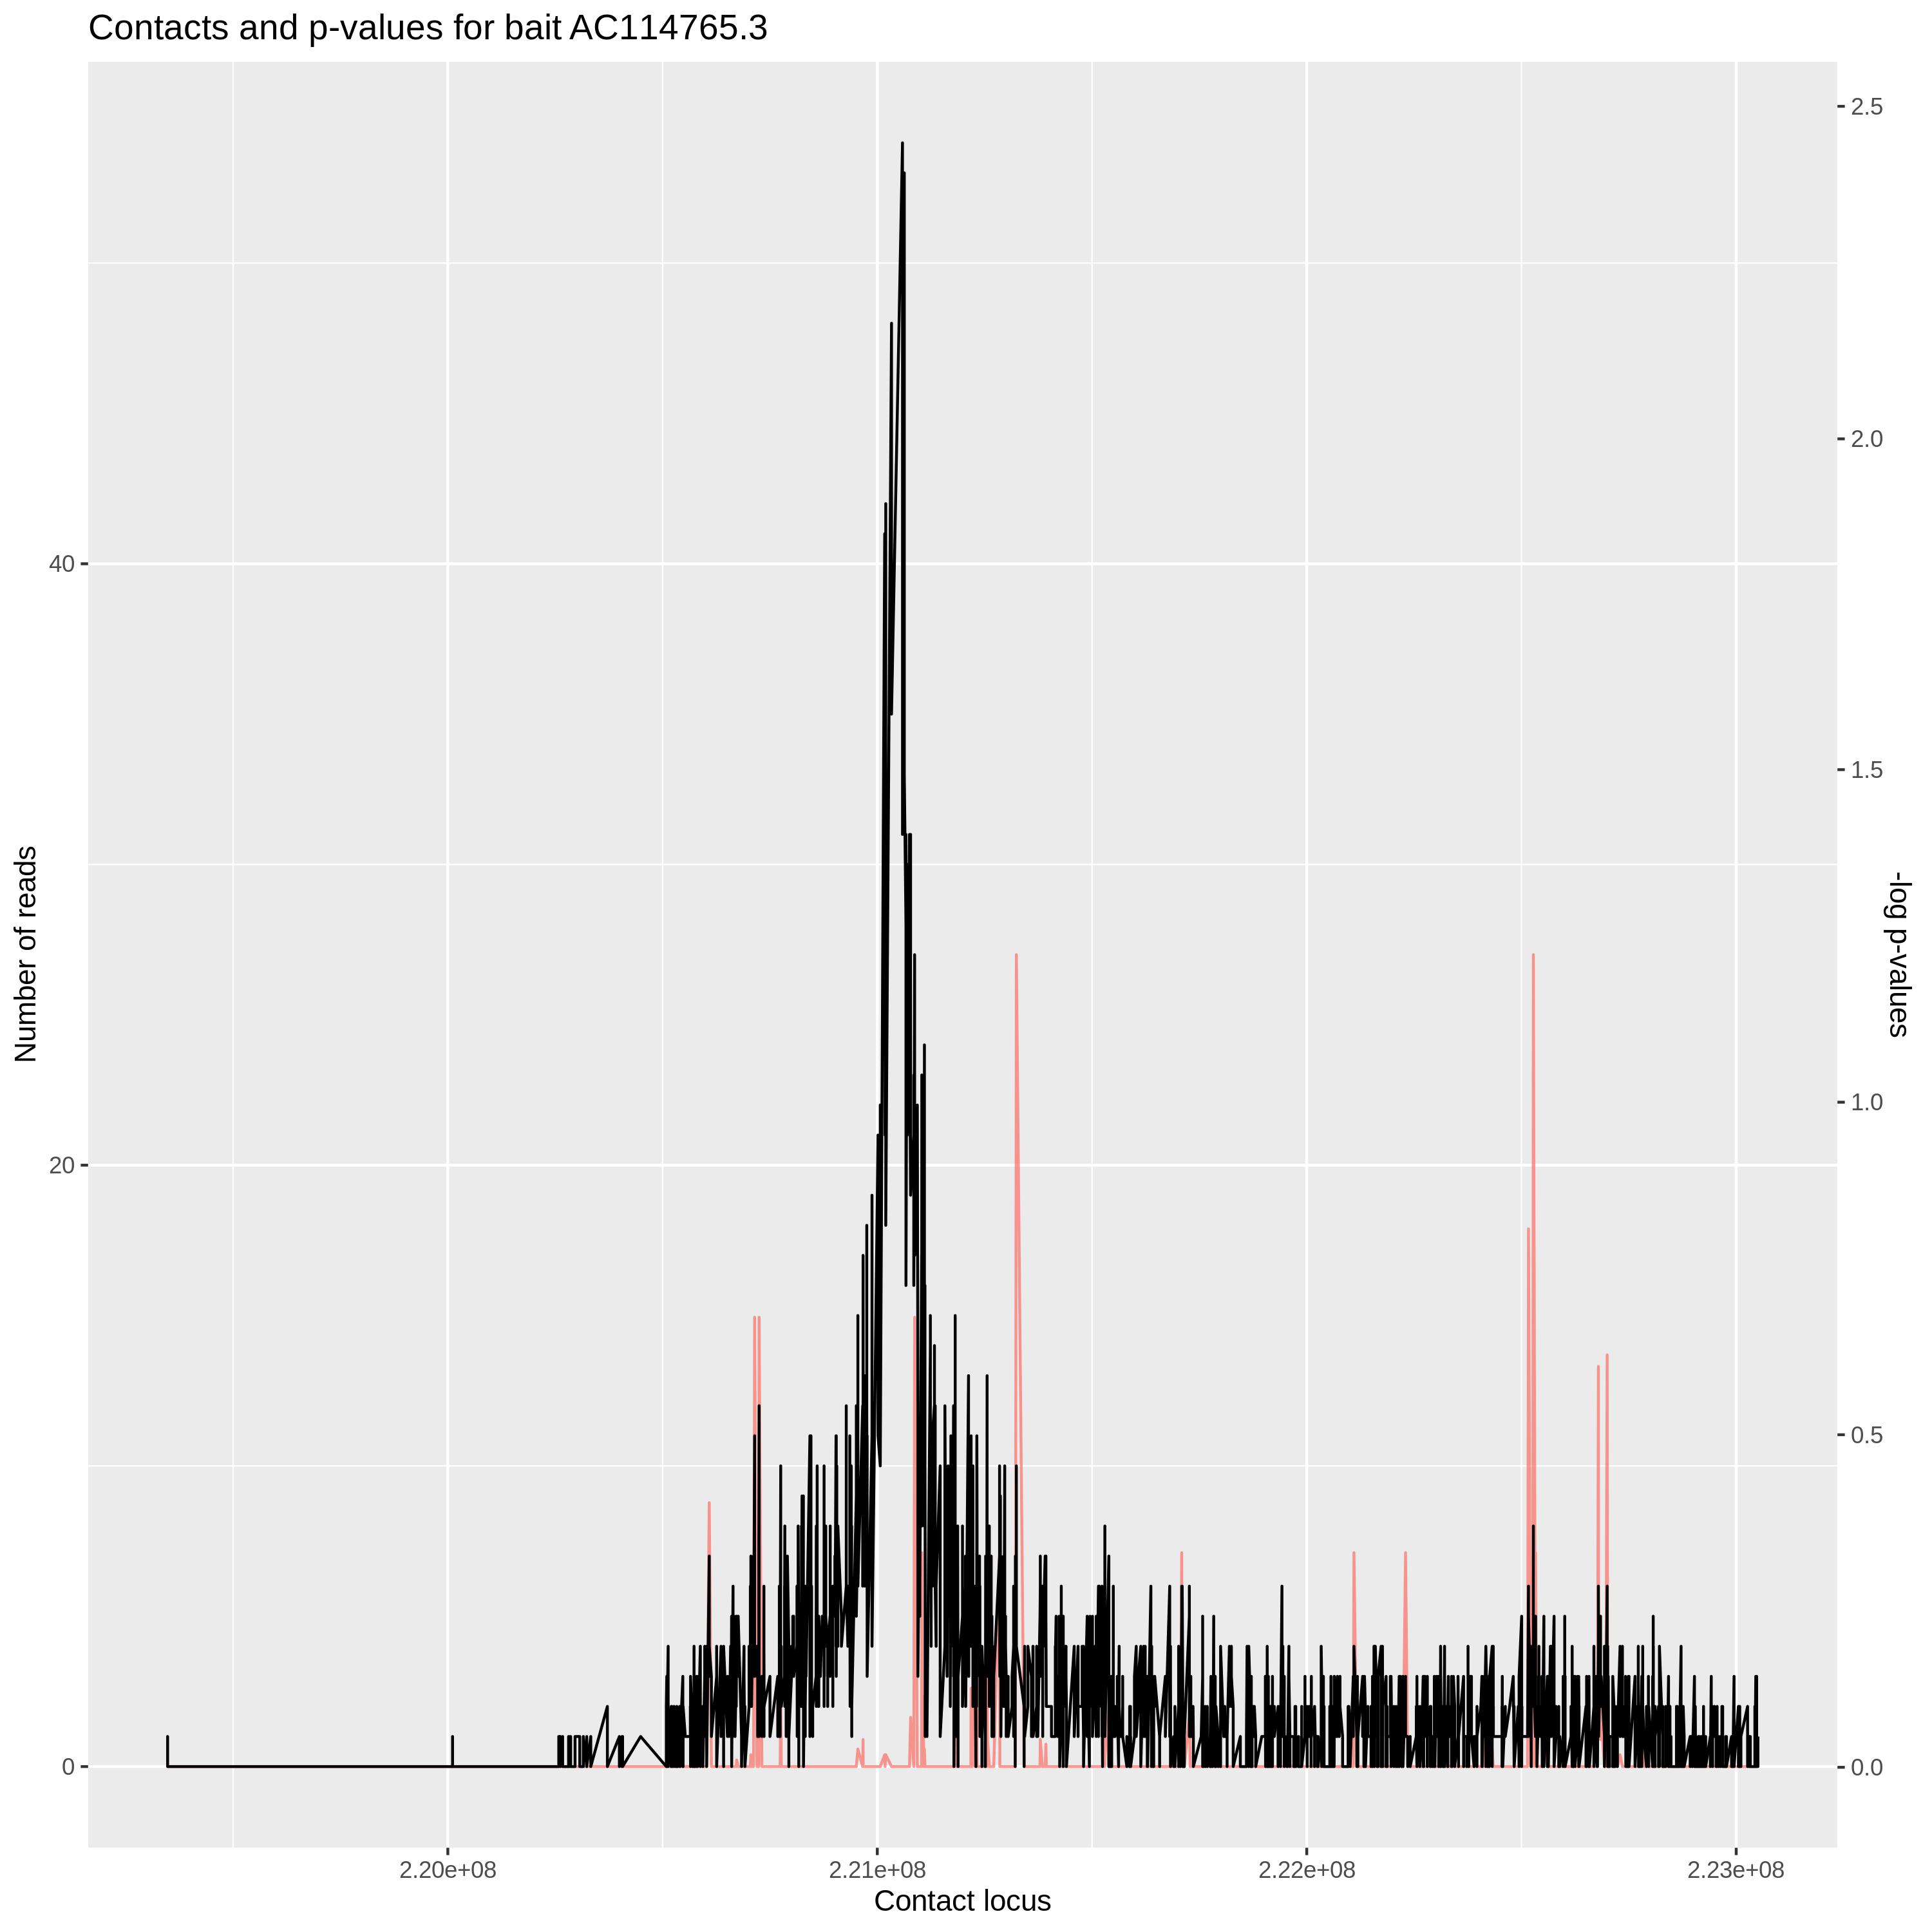 Contacts and p-values for bait AC114765.3
Number of reads
40
20
0
2.5
2.0
1.5
1.0
0.5
0.0
-log p-values
2.20e+08 2.21e+08 2.22e+08 2.23e+08
Contact locus